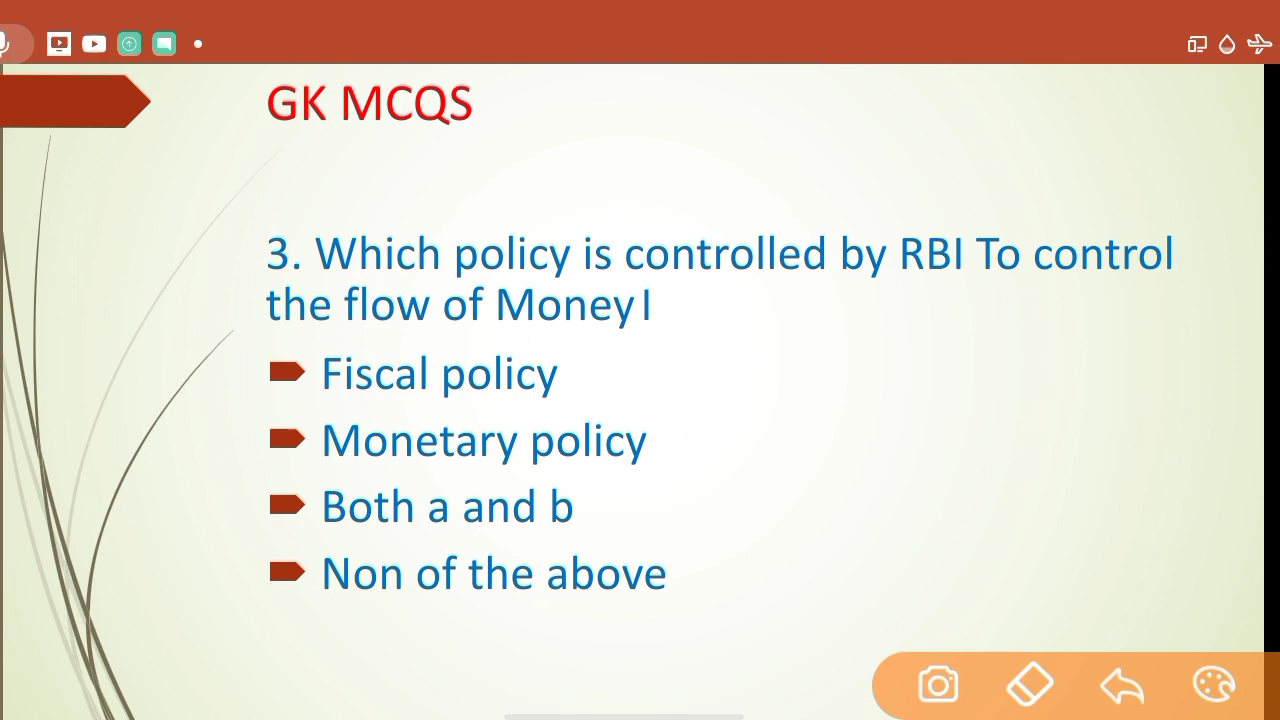 GK MCQS
3. Which policy is controlled by RBI To control
the flow of Money I
Fiscal policy
Monetary policy
Both a and b
Non of the above